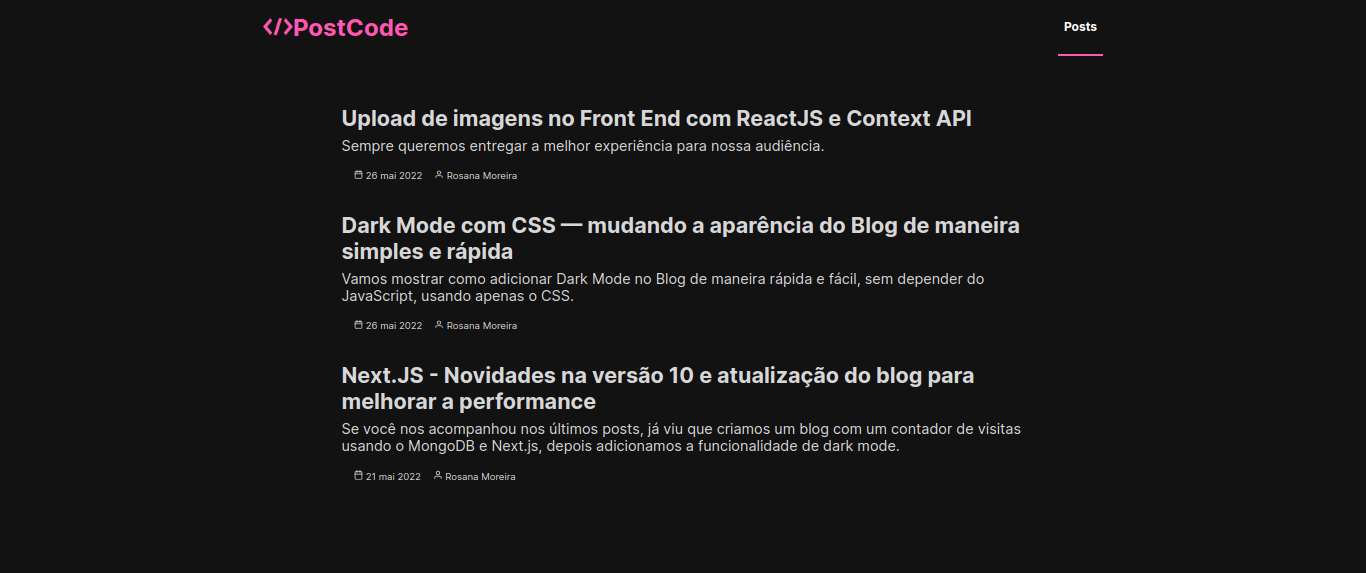 </>PostCode
Posts
Upload de imagens no Front End com ReactJS e Context API
Sempre queremos entregar a melhor experiência para nossa audiência.
26 mai 2022 Rosana Moreira
Dark Mode com CSS — mudando a aparência do Blog de maneira
simples e rápida
Vamos mostrar como adicionar Dark Mode no Blog de maneira rápida e fácil, sem depender do
JavaScript, usando apenas o CSS.
26 mai 2022 Rosana Moreira
Next.JS - Novidades na versão 10 e atualização do blog para
melhorar a performance
Se você nos acompanhou nos últimos posts, já viu que criamos um blog com um contador de visitas
usando o MongoDB e Next.js, depois adicionamos a funcionalidade de dark mode.
21 mai 2022 Rosana Moreira